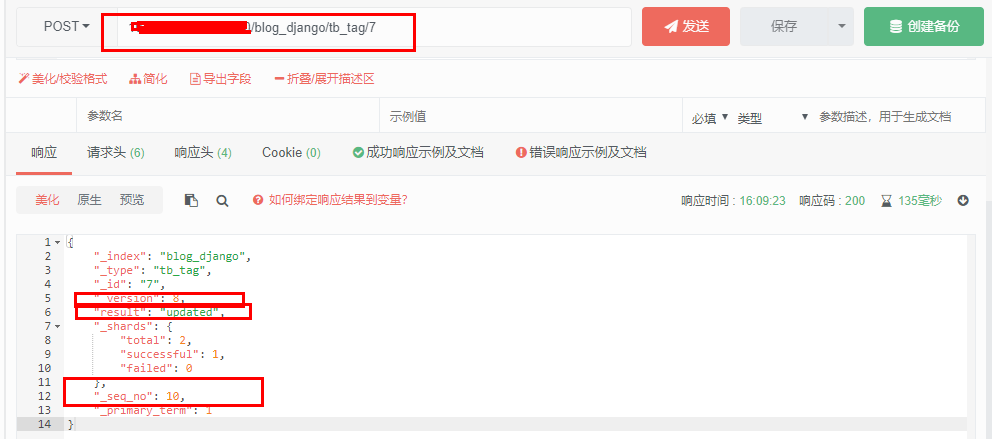 POST /blog_django/tb_tag/7 发送 保存 创建备份
美化/校验格式 简化 导出字段 折叠/展开描述区
参数名 示例值 必填 类型 参数描述，用于生成文档
响应 请求头 (6) 响应头 (4) Cookie (0) 成功响应示例及文档 错误响应示例及文档
美化 原生 预览 如何绑定响应结果到变量? 响应时间 : 16:09:23 响应码 : 200 135毫秒
1 {
2 "_index": "blog_django",
3 "_type": "tb_tag",
4 "_id": "7",
5 "_version": 8,
6 "result": "updated",
7 "_shards": {
8 "total": 2,
9 "successful": 1,
10 "failed": 0
11 },
12 "_seq_no": 10,
13 "_primary_term": 1
14 }